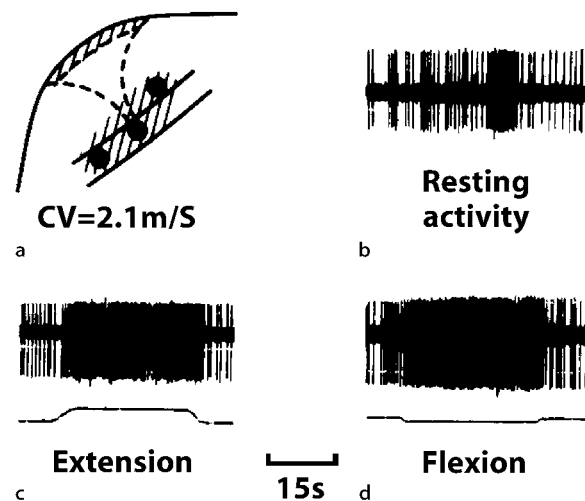 CV=2.1m/S
a
Resting
activity
b
Extension
c
15s
Flexion
d